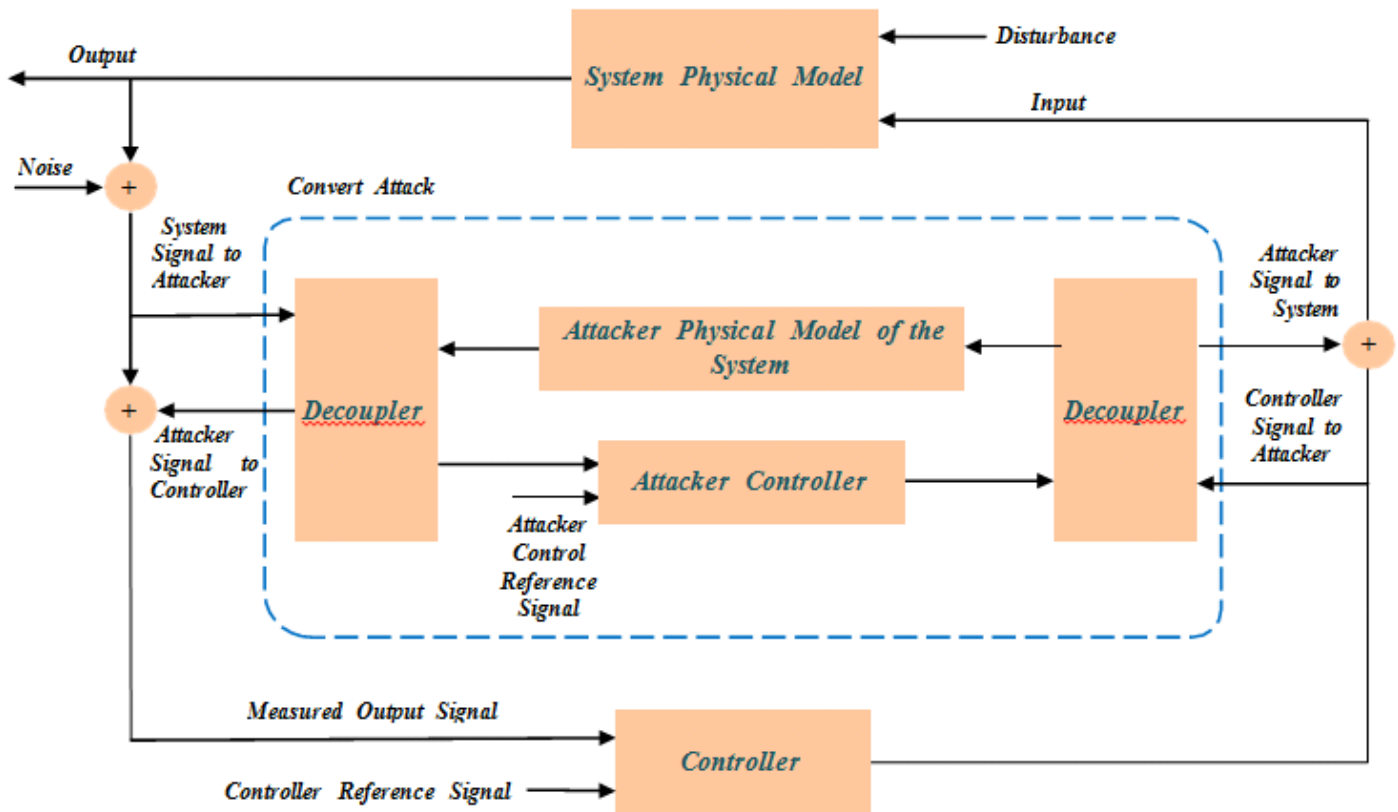 Output
System Physical Model
Disturbance
Input
Noise
+
Convert Attack
System
Signal to
Attacker
Attacker
Signal to
System
Attacker Physical Model of the
System
+
+
Decoupler
Decoupler
Attacker
Signal to
Controller
Controller
Signal to
Attacker
Attacker Controller
Attacker
Control
Reference
Signal
Measured Output Signal
Controller
Controller Reference Signal